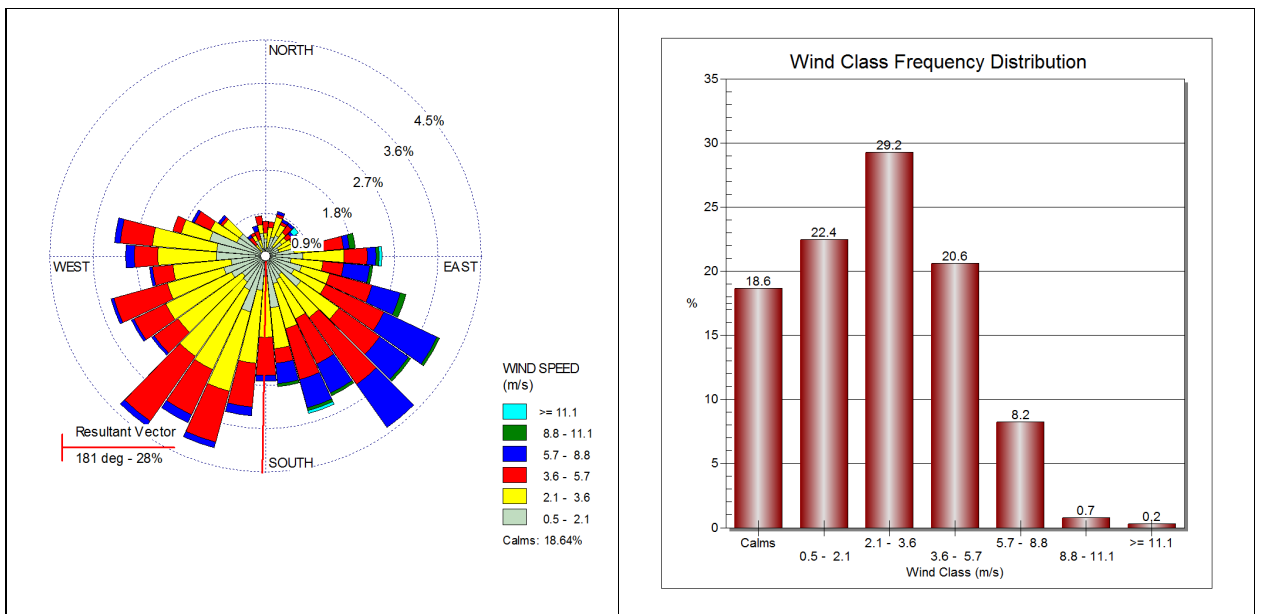 NORTH
4.5%
3.6%
2.7%
1.8%
0.9%
WEST
EAST
SOUTH
Resultant Vector
181 deg - 28%
WIND SPEED
(m/s)
>= 11.1
8.8 - 11.1
5.7 - 8.8
3.6 - 5.7
2.1 - 3.6
0.5 - 2.1
Calms: 18.64%
Wind Class Frequency Distribution
35
30
25
20
15
10
5
0
%
18.6
22.4
29.2
20.6
8.2
0.7
0.2
Calms
0.5 - 2.1
2.1 - 3.6
3.6 - 5.7
5.7 - 8.8
8.8 - 11.1
>= 11.1
Wind Class (m/s)